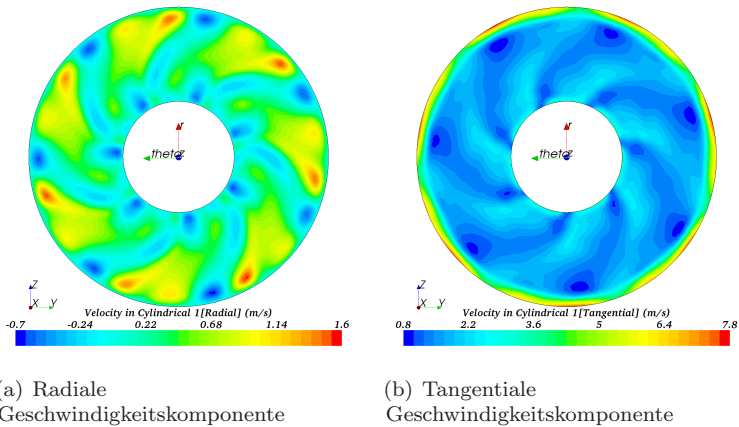 r
theta
z
Z
X Y
Velocity in Cylindrical 1[Radial] (m/s)
-0.7 -0.24 0.22 0.68 1.14 1.6
(a) Radiale
Geschwindigkeitskomponente
r
theta
z
Z
X Y
Velocity in Cylindrical 1[Tangential] (m/s)
0.8 2.2 3.6 5 6.4 7.8
(b) Tangentiale
Geschwindigkeitskomponente